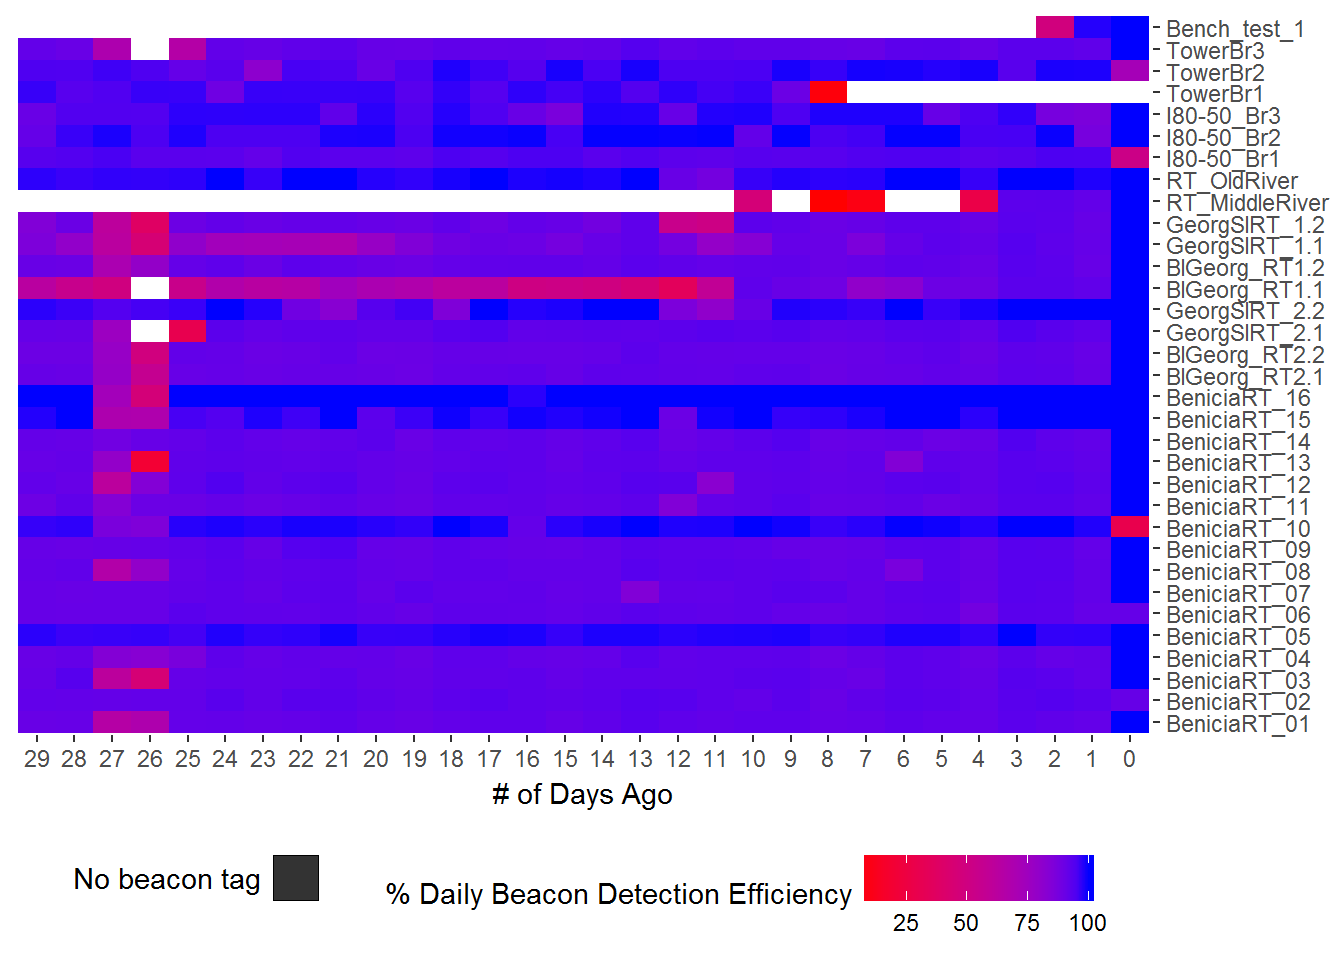 Bench_test_1
TowerBr3
TowerBr2
TowerBr1
I80-50_Br3
I80-50_Br2
I80-50_Br1
RT_OldRiver
RT_MiddleRiver
GeorgSlRT_1.2
GeorgSlRT_1.1
BlGeorg_RT1.2
BlGeorg_RT1.1
GeorgSlRT_2.2
GeorgSlRT_2.1
BlGeorg_RT2.2
BlGeorg_RT2.1
BeniciaRT_16
BeniciaRT_15
BeniciaRT_14
BeniciaRT_13
BeniciaRT_12
BeniciaRT_11
BeniciaRT_10
BeniciaRT_09
BeniciaRT_08
BeniciaRT_07
BeniciaRT_06
BeniciaRT_05
BeniciaRT_04
BeniciaRT_03
BeniciaRT_02
BeniciaRT_01
29 28 27 26 25 24 23 22 21 20 19 18 17 16 15 14 13 12 11 10 9 8 7 6 5 4 3 2 1 0
# of Days Ago
No beacon tag
% Daily Beacon Detection Efficiency
25 50 75 100